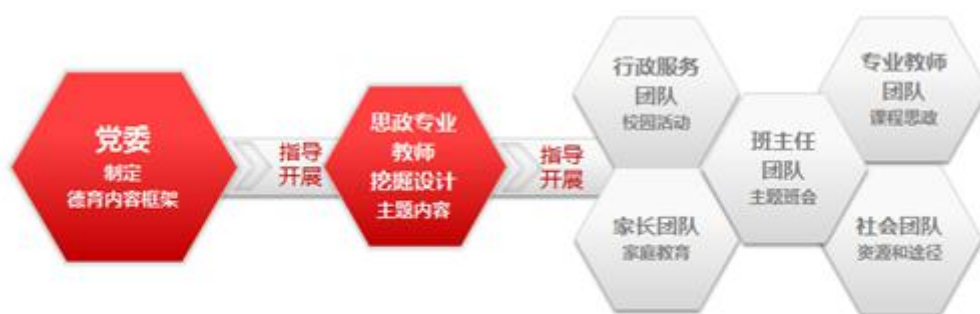 党委
制定
德育内容框架
指导
开展
思政专业
教师
挖掘设计
主题内容
指导
开展
行政服务
团队
校园活动
专业教师
团队
课程思政
班主任
团队
主题班会
家长团队
家庭教育
社会团队
资源和途径